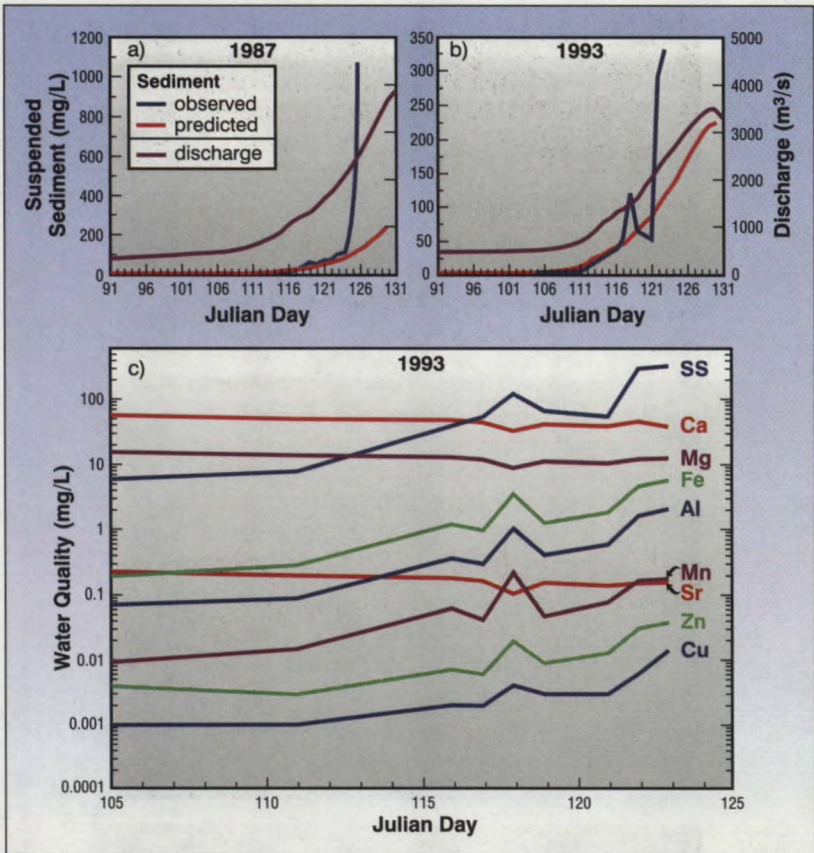 a)
1987
Suspended
Sediment (mg/L)
1200
1000
800
600
400
200
0
Sediment
observed
predicted
discharge
91 96 101 106 111 116 121 126 131
Julian Day
b)
1993
350
300
250
200
150
100
50
0
91 96 101 106 111 116 121 126 131
Julian Day
5000
4000
3000
2000
1000
0
Discharge (m³/s)
c)
1993
Water Quality (mg/L)
100
10
1
0.1
0.01
0.001
0.0001
SS
Ca
Mg
Fe
Al
Mn
Sr
Zn
Cu
105 110 115 120 125
Julian Day